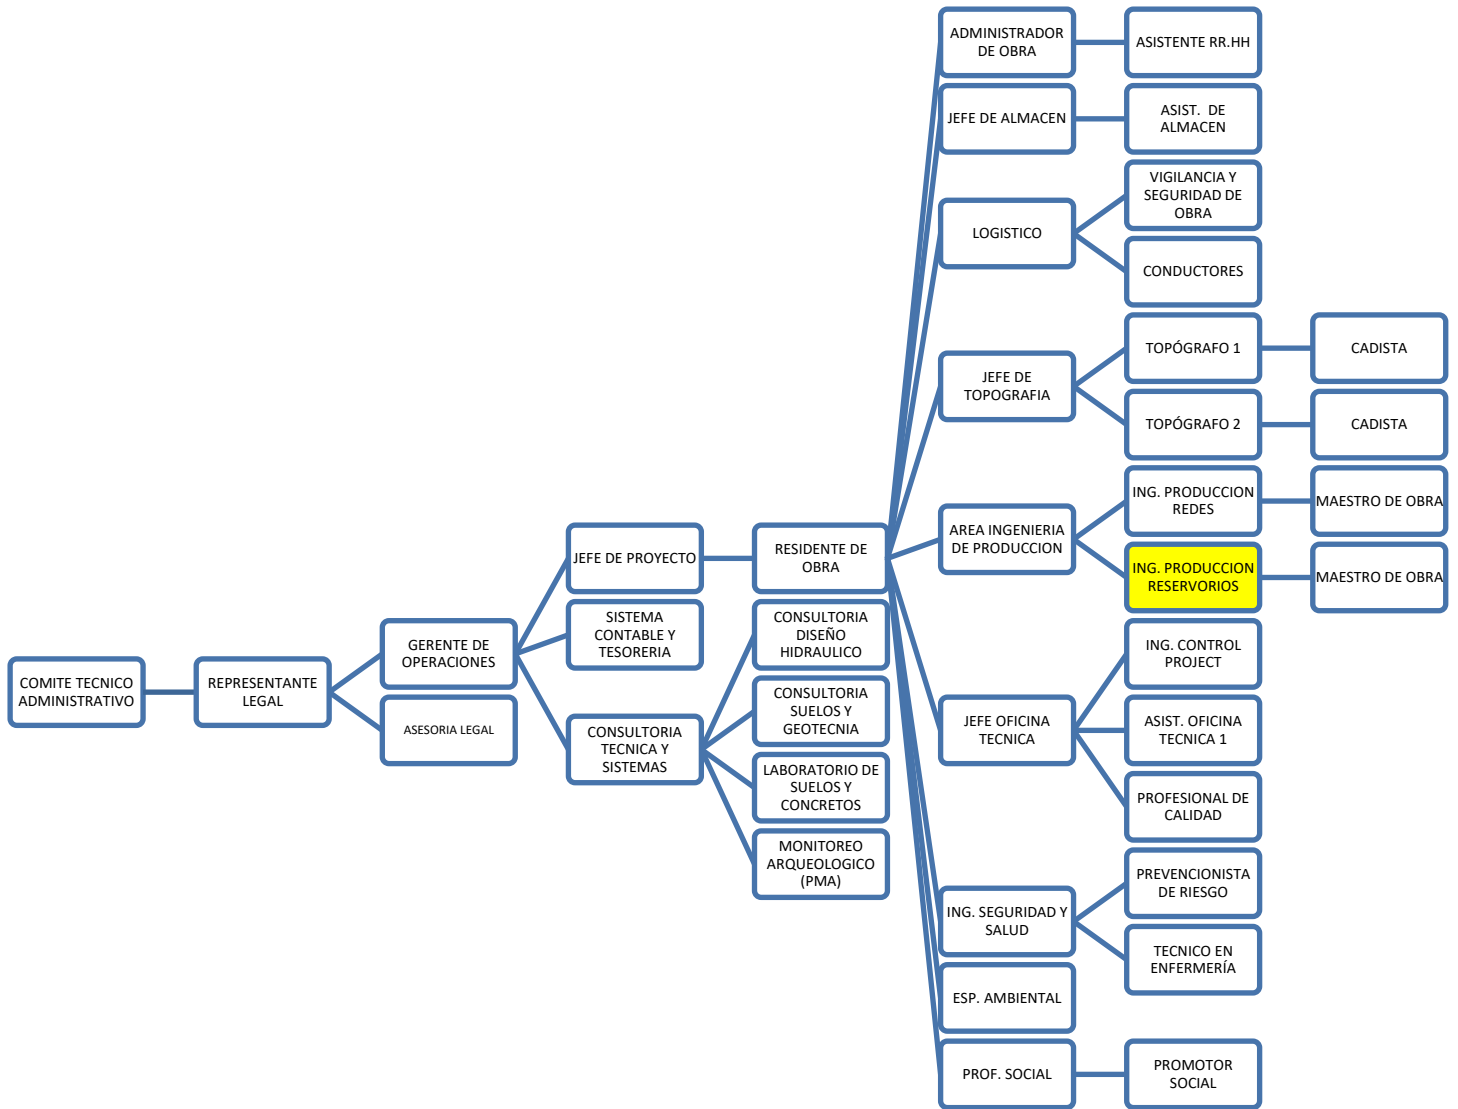 COMITE TECNICO
ADMINISTRATIVO
REPRESENTANTE
LEGAL
GERENTE DE
OPERACIONES
ASESORIA LEGAL
JEFE DE PROYECTO
SISTEMA
CONTABLE Y
TESORERIA
CONSULTORIA
TECNICA Y
SISTEMAS
RESIDENTE DE
OBRA
CONSULTORIA
DISEÑO
HIDRAULICO
CONSULTORIA
SUELOS Y
GEOTECNIA
LABORATORIO DE
SUELOS Y
CONCRETOS
MONITOREO
ARQUEOLOGICO
(PMA)
ADMINISTRADOR
DE OBRA
ASISTENTE RR.HH
JEFE DE ALMACEN
ASIST. DE
ALMACEN
LOGISTICO
VIGILANCIA Y
SEGURIDAD DE
OBRA
CONDUCTORES
JEFE DE
TOPOGRAFIA
TOPÓGRAFO 1
CADISTA
TOPÓGRAFO 2
CADISTA
AREA INGENIERIA
DE PRODUCCION
ING. PRODUCCION
REDES
MAESTRO DE OBRA
ING. PRODUCCION
RESERVORIOS
MAESTRO DE OBRA
JEFE OFICINA
TECNICA
ING. CONTROL
PROJECT
ASIST. OFICINA
TECNICA 1
PROFESIONAL DE
CALIDAD
ING. SEGURIDAD Y
SALUD
PREVENCIONISTA
DE RIESGO
TECNICO EN
ENFERMERÍA
ESP. AMBIENTAL
PROF. SOCIAL
PROMOTOR
SOCIAL